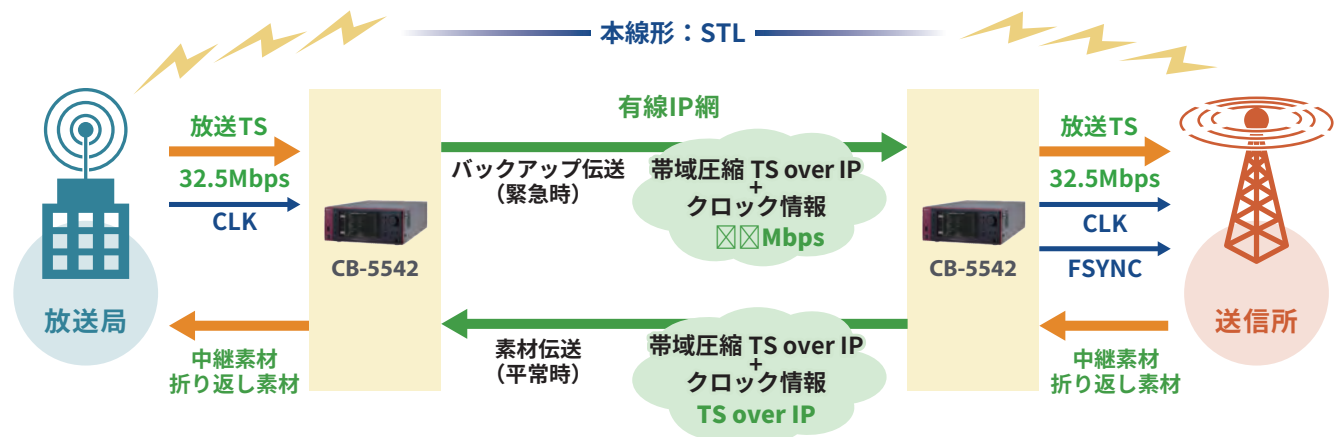 本線形：STL
有線IP網
放送TS
32.5Mbps
CLK
CB-5542
放送局
中継素材
折り返し素材
バックアップ伝送
（緊急時）
帯域圧縮 TS over IP
+
クロック情報
Mbps
素材伝送
（平常時）
帯域圧縮 TS over IP
+
クロック情報
TS over IP
CB-5542
放送TS
32.5Mbps
CLK
FSYNC
送信所
中継素材
折り返し素材